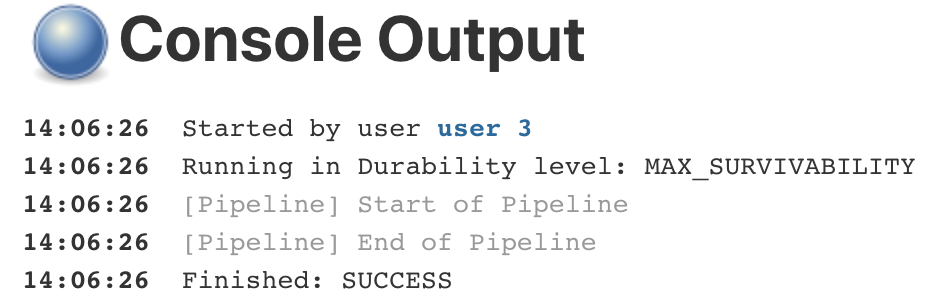 Console Output
14:06:26 Started by user user 3
14:06:26 Running in Durability level: MAX_SURVIVABILITY
14:06:26 [Pipeline] Start of Pipeline
14:06:26 [Pipeline] End of Pipeline
14:06:26 Finished: SUCCESS